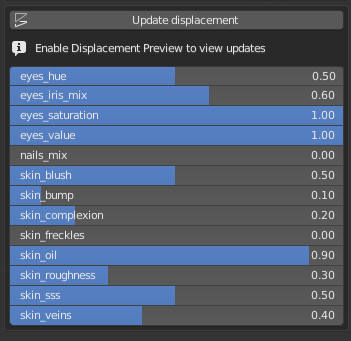 Update displacement
Enable Displacement Preview to view updates
eyes_hue 0.50
eyes_iris_mix 0.60
eyes_saturation 1.00
eyes_value 1.00
nails_mix 0.00
skin_blush 0.50
skin_bump 0.10
skin_complexion 0.20
skin_freckles 0.00
skin_oil 0.90
skin_roughness 0.30
skin_sss 0.50
skin_veins 0.40